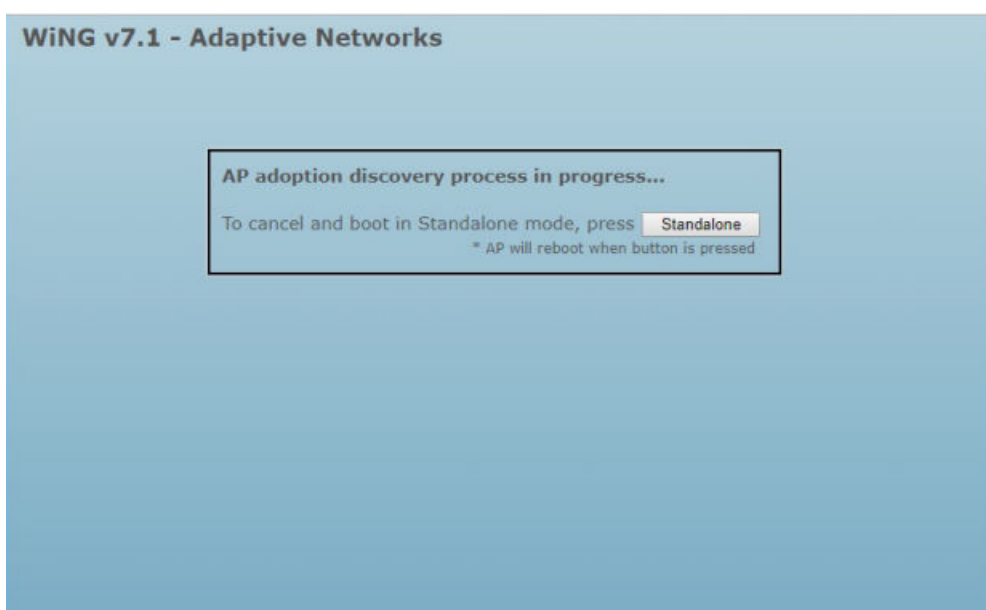 WiNG v7.1 - Adaptive Networks
AP adoption discovery process in progress...
To cancel and boot in Standalone mode, press Standalone
* AP will reboot when button is pressed